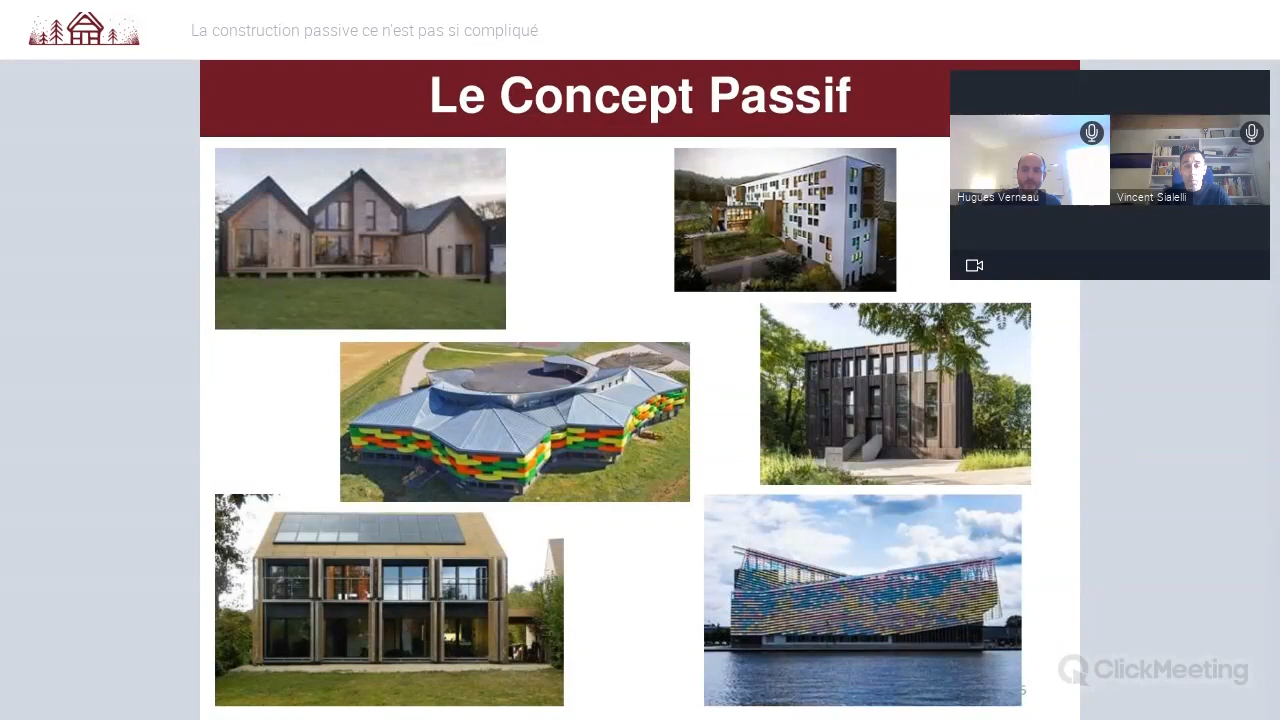 La construction passive ce n'est pas si compliqué
Le Concept Passif
Hugues Verneau
Vincent Sialelli
ClickMeeting